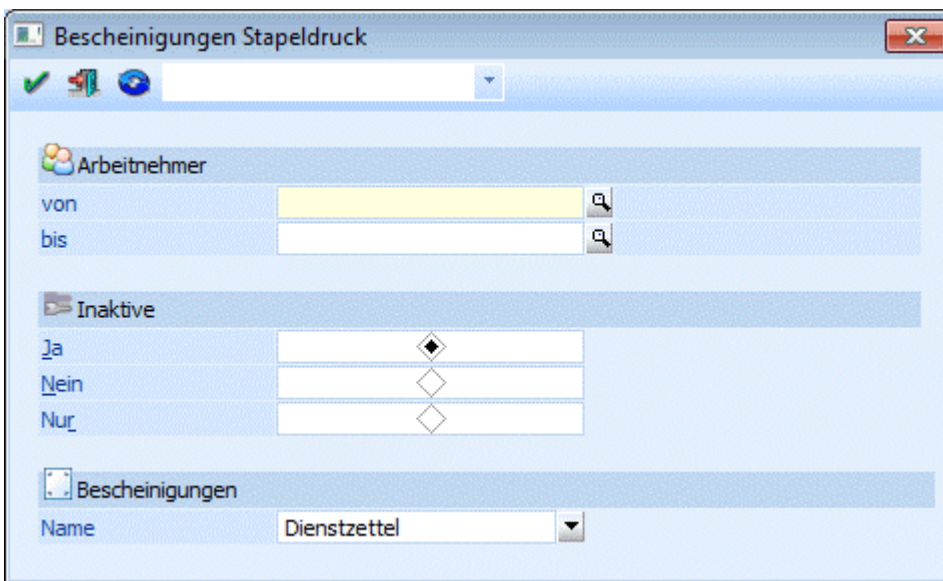 Bescheinigungen Stapeldruck
Arbeitnehmer
von
bis
Inaktive
Ja
Nein
Nur
Bescheinigungen
Name Dienstzettel